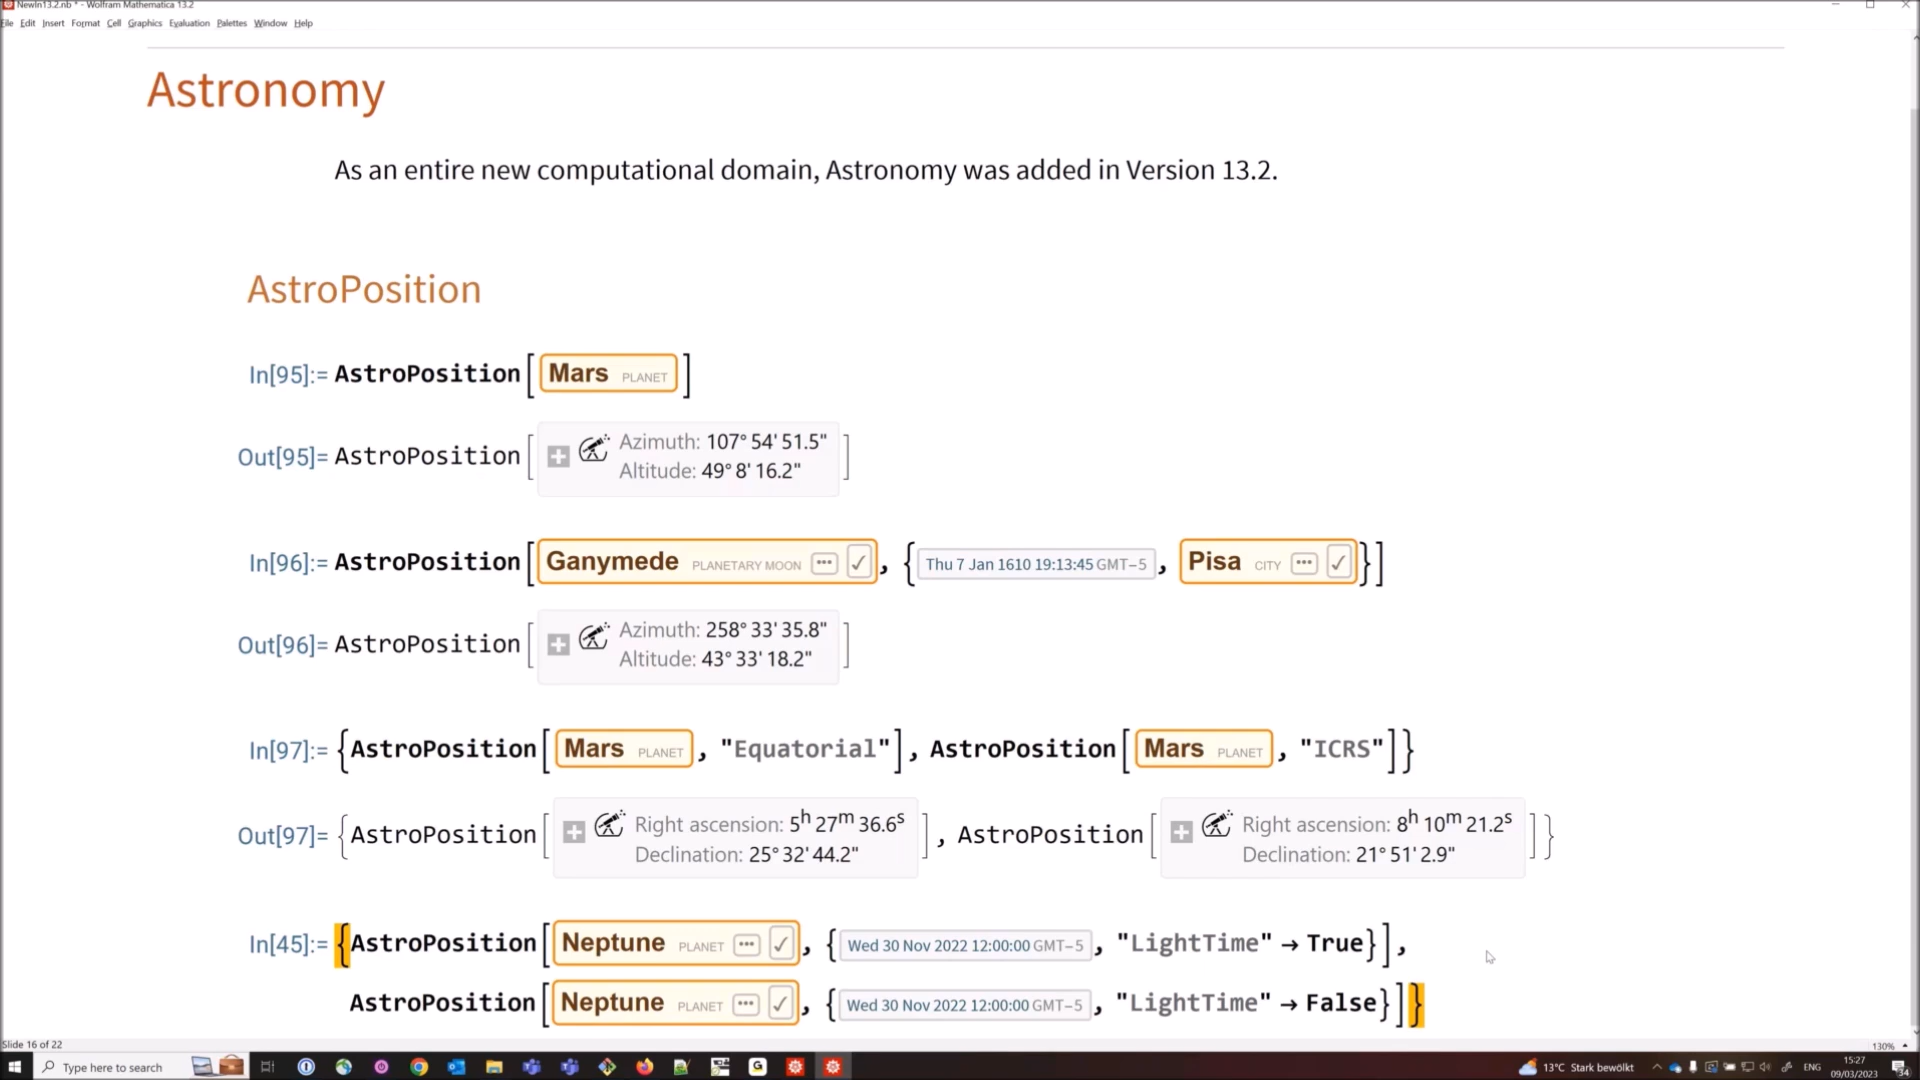 NewIn13.2.nb * - Wolfram Mathematica 13.2
File Edit Insert Format Cell Graphics Evaluation Palettes Window Help
Astronomy
As an entire new computational domain, Astronomy was added in Version 13.2.
AstroPosition
In[95]:= AstroPosition[Mars PLANET]
Out[95]= AstroPosition[ Azimuth: 107° 54' 51.5"
Altitude: 49° 8' 16.2" ]
In[96]:= AstroPosition[Ganymede PLANETARY MOON ... ✓, {Thu 7 Jan 1610 19:13:45 GMT-5, Pisa CITY ... ✓}]
Out[96]= AstroPosition[ Azimuth: 258° 33' 35.8"
Altitude: 43° 33' 18.2" ]
In[97]:= {AstroPosition[Mars PLANET, "Equatorial"], AstroPosition[Mars PLANET, "ICRS"]}
Out[97]= {AstroPosition[ Right ascension: 5h 27m 36.6s
Declination: 25° 32' 44.2" ], AstroPosition[ Right ascension: 8h 10m 21.2s
Declination: 21° 51' 2.9" ]}
In[45]:= {AstroPosition[Neptune PLANET ... ✓, {Wed 30 Nov 2022 12:00:00 GMT-5, "LightTime" → True}],
AstroPosition[Neptune PLANET ... ✓, {Wed 30 Nov 2022 12:00:00 GMT-5, "LightTime" → False}]}
Slide 16 of 22
130%
Type here to search
13°C Stark bewölkt
ENG
15:27
09/03/2023
34